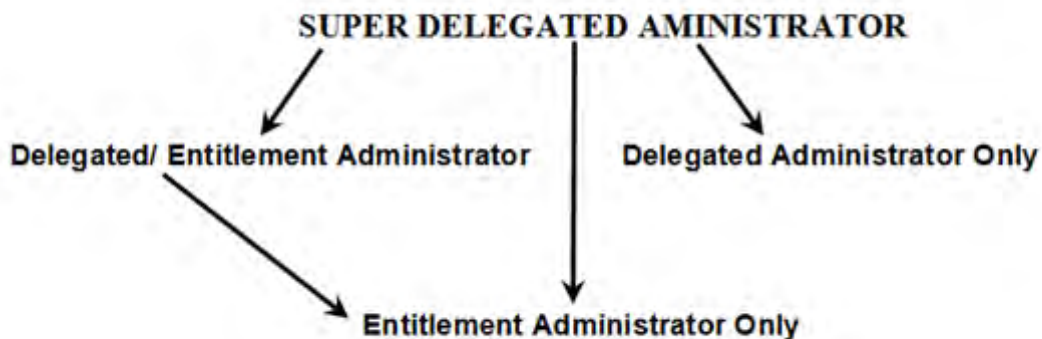 SUPER DELEGATED AMINISTRATOR
Delegated/ Entitlement Administrator
Delegated Administrator Only
Entitlement Administrator Only